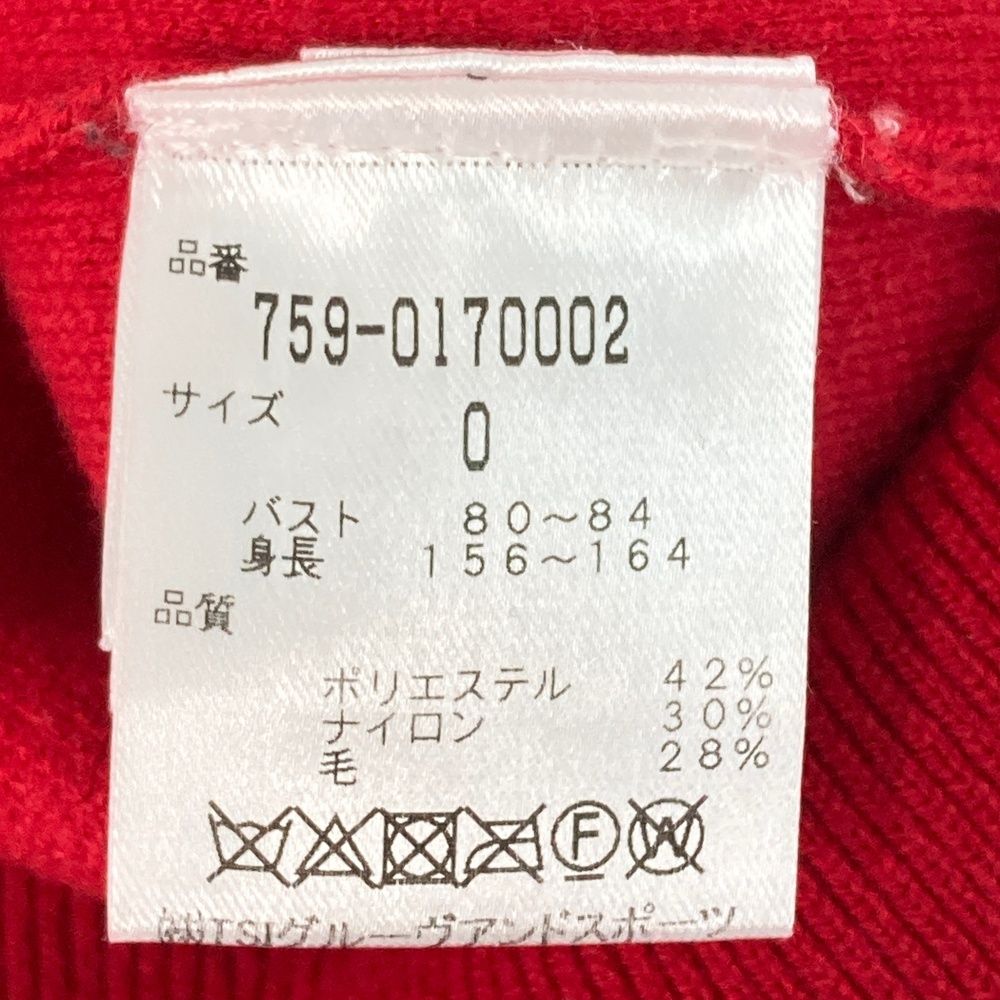 品番
759-0170002
サイズ
0
バスト 80~84
身長 156~164
品質
ポリエステル 42%
ナイロン 30%
毛 28%
F W
㈱TSIグルーヴアンドスポーツ